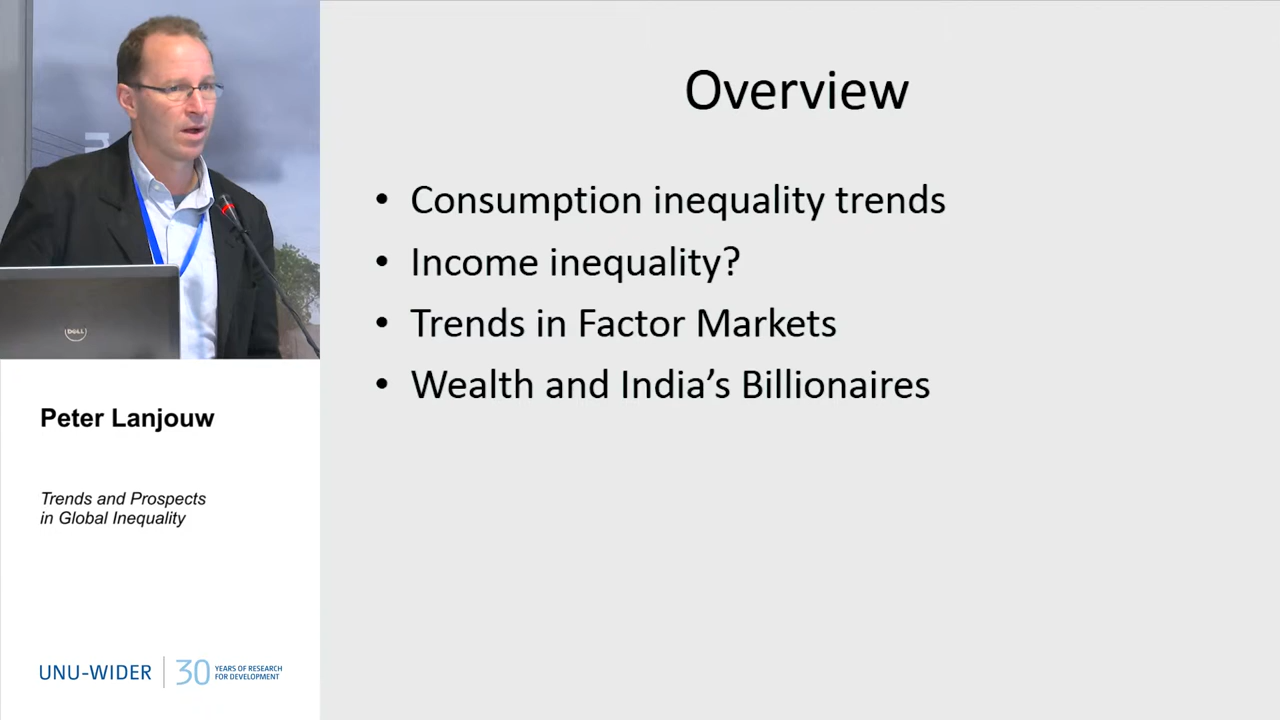 Overview
• Consumption inequality trends
• Income inequality?
• Trends in Factor Markets
• Wealth and India's Billionaires
DELL
Peter Lanjouw
Trends and Prospects
in Global Inequality
UNU-WIDER
30 YEARS OF RESEARCH
FOR DEVELOPMENT